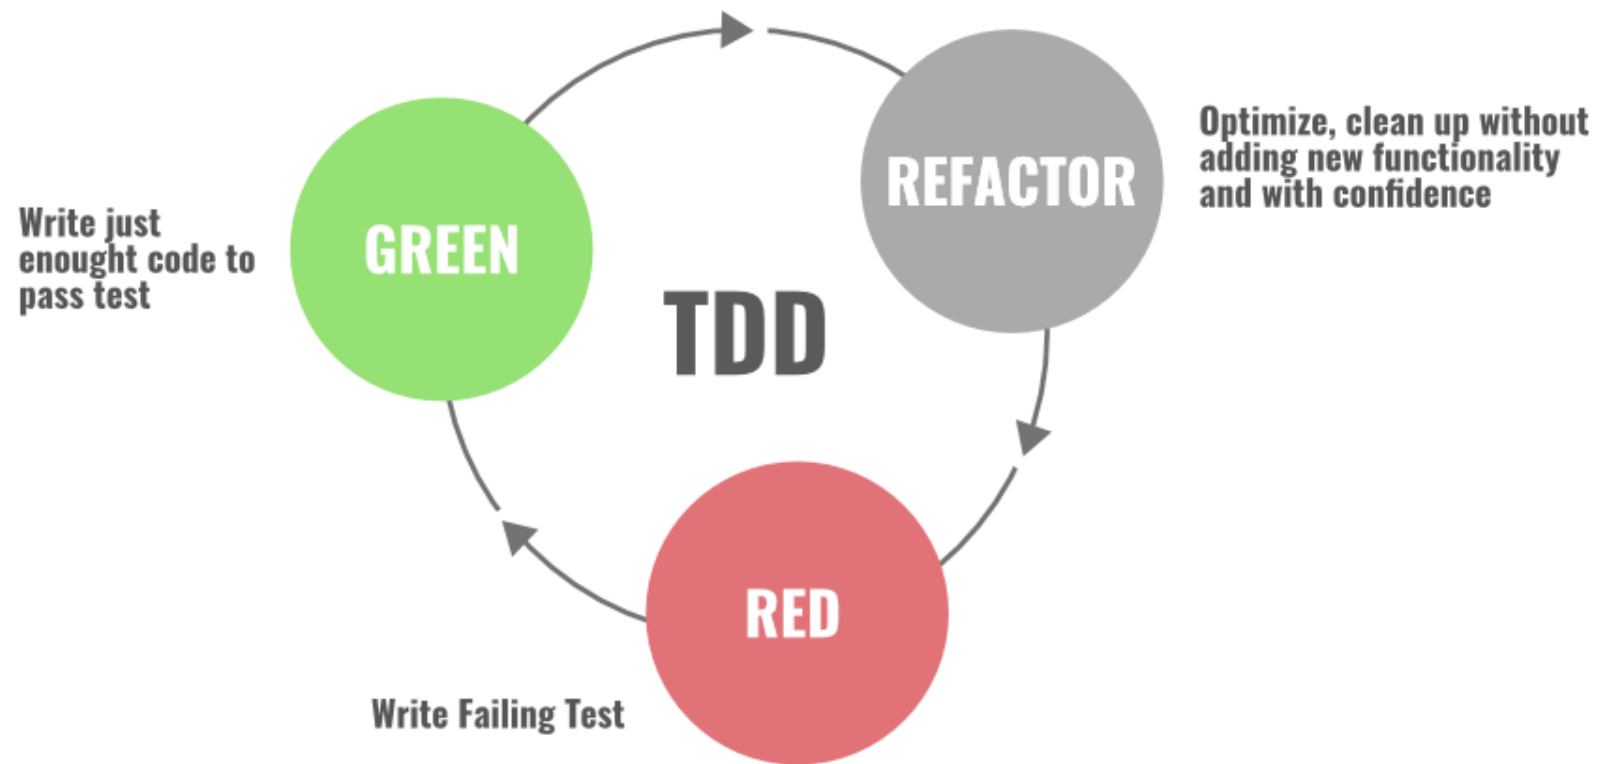 REFACTOR
Optimize, clean up without
adding new functionality
and with confidence
GREEN
Write just
enought code to
pass test
TDD
RED
Write Failing Test